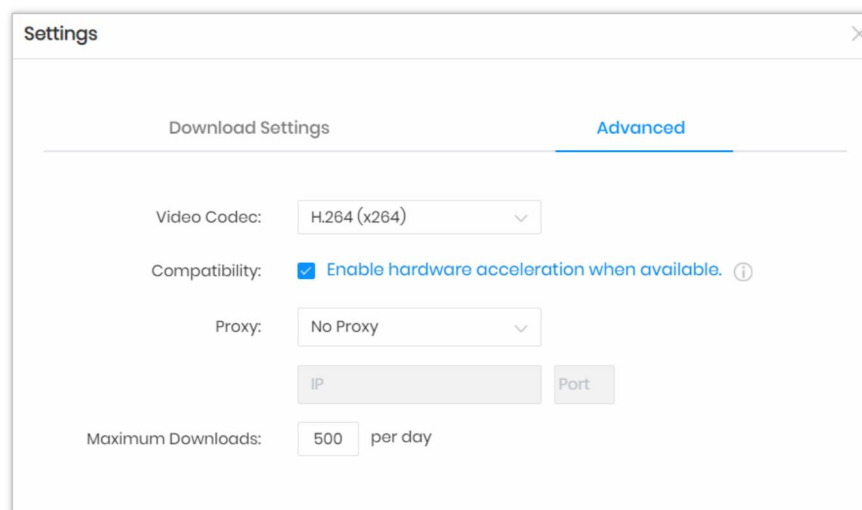 Settings
Download Settings Advanced
Video Codec: H.264 (x264)
Compatibility: Enable hardware acceleration when available.
Proxy: No Proxy
IP Port
Maximum Downloads: 500 per day